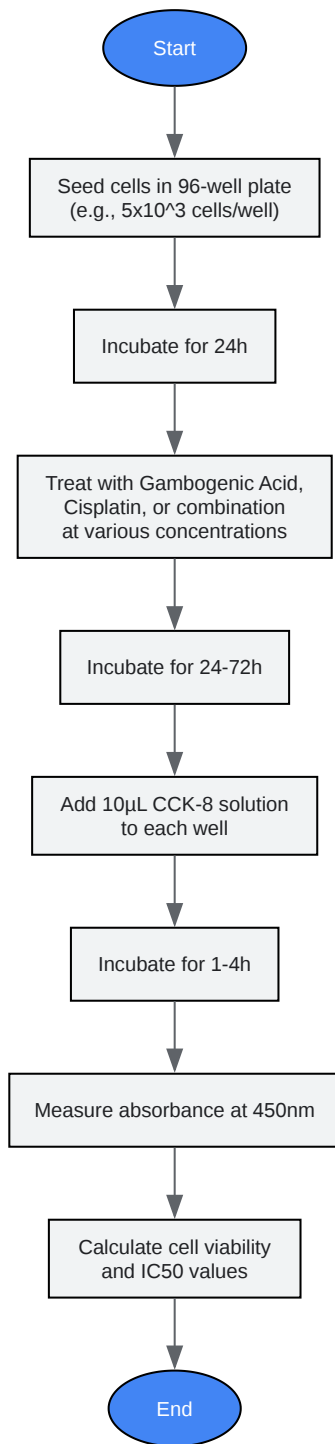 Start
Seed cells in 96-well plate
(e.g., 5x10^3 cells/well)
Incubate for 24h
Treat with Gambogenic Acid,
Cisplatin, or combination
at various concentrations
Incubate for 24-72h
Add 10µL CCK-8 solution
to each well
Incubate for 1-4h
Measure absorbance at 450nm
Calculate cell viability
and IC50 values
End